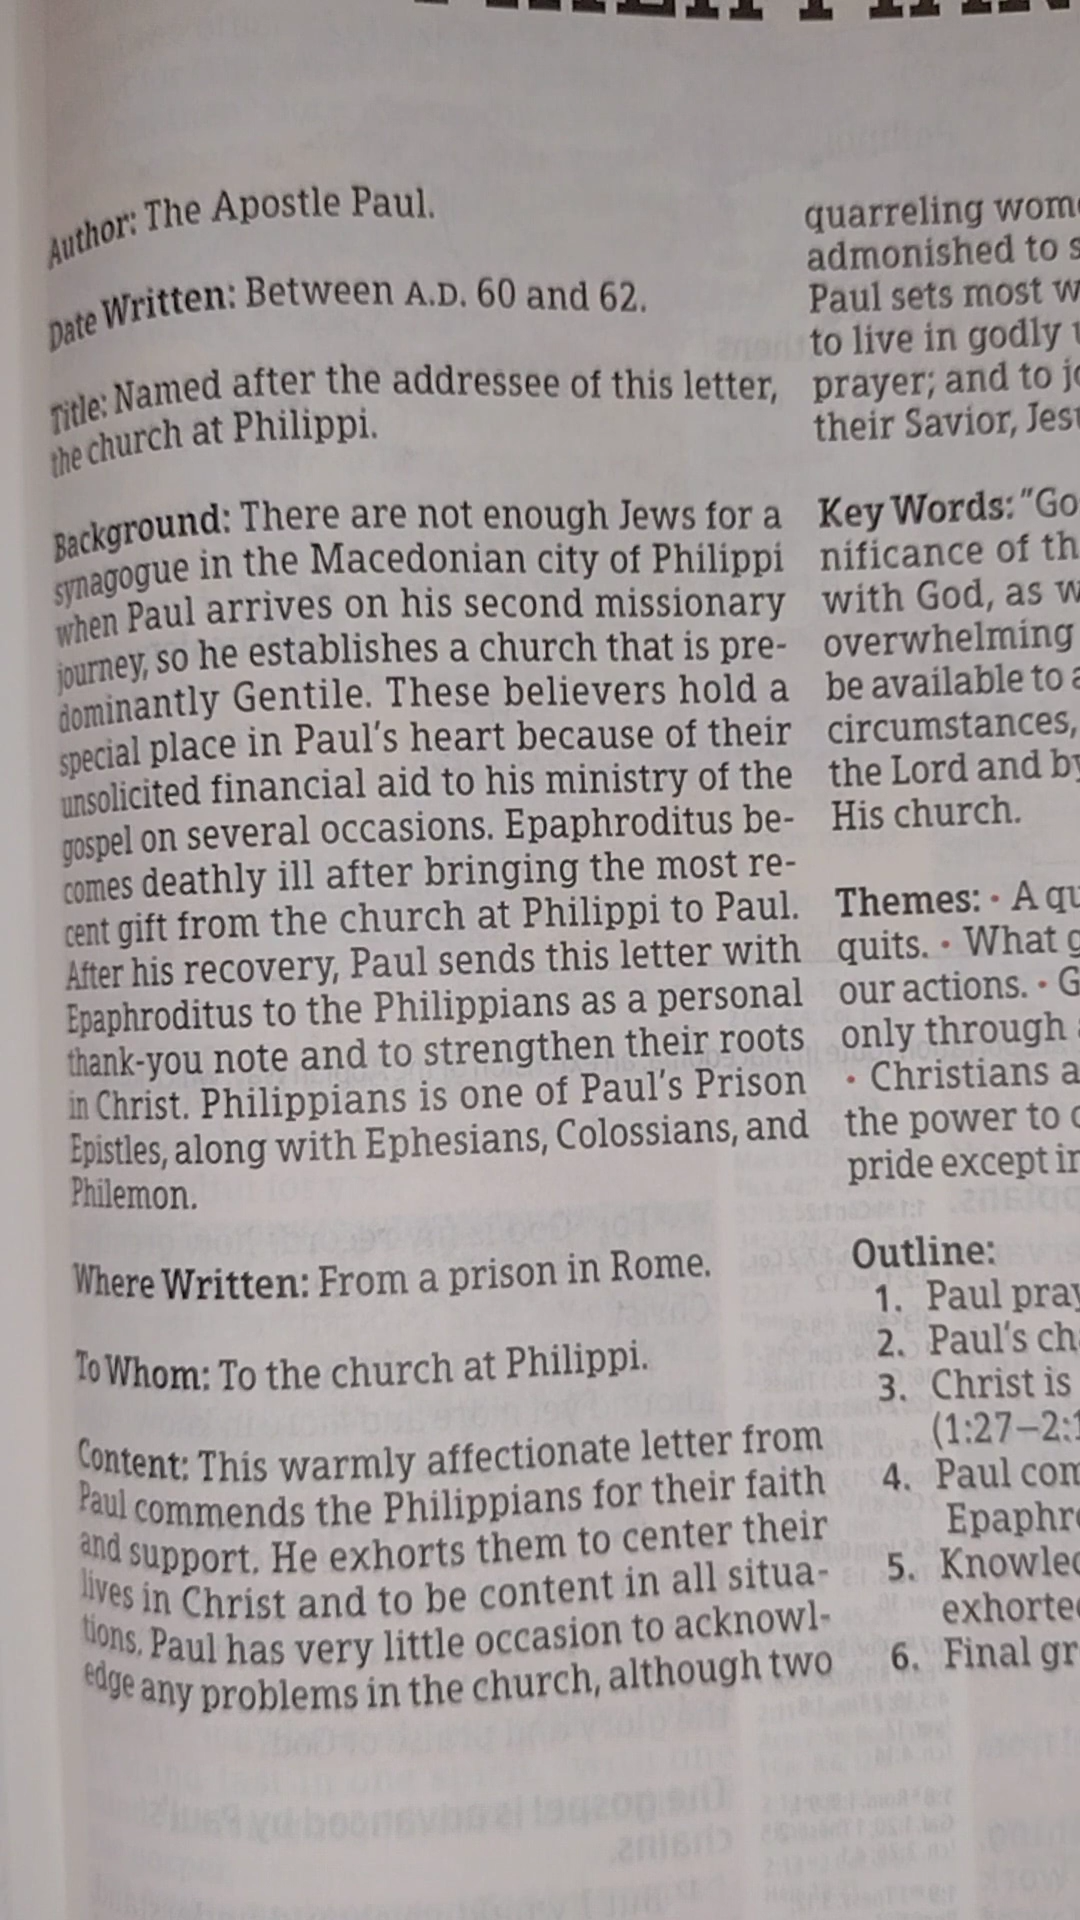 Author: The Apostle Paul.
Date Written: Between A.D. 60 and 62.
Title: Named after the addressee of this letter,
the church at Philippi.
Background: There are not enough Jews for a
synagogue in the Macedonian city of Philippi
when Paul arrives on his second missionary
journey, so he establishes a church that is pre-
dominantly Gentile. These believers hold a
special place in Paul's heart because of their
unsolicited financial aid to his ministry of the
gospel on several occasions. Epaphroditus be-
comes deathly ill after bringing the most re-
cent gift from the church at Philippi to Paul.
After his recovery, Paul sends this letter with
Epaphroditus to the Philippians as a personal
thank-you note and to strengthen their roots
in Christ. Philippians is one of Paul's Prison
Epistles, along with Ephesians, Colossians, and
Philemon.
Where Written: From a prison in Rome.
To Whom: To the church at Philippi.
Content: This warmly affectionate letter from
Paul commends the Philippians for their faith
and support. He exhorts them to center their
lives in Christ and to be content in all situa-
tions. Paul has very little occasion to acknowl-
edge any problems in the church, although two
quarreling
admonished to
Paul sets most
to live in godly
prayer; and to
their Savior,
Key Words:
nificance of
with God, as
overwhelming
be available to
circumstances,
the Lord and
His church.
Themes: • A
quits. • What
our actions. •
only through
• Christians
the power to
pride except
Outline:
1. Paul
2. Paul's
3. Christ is
(1:27–
4. Paul
5.
6. Final